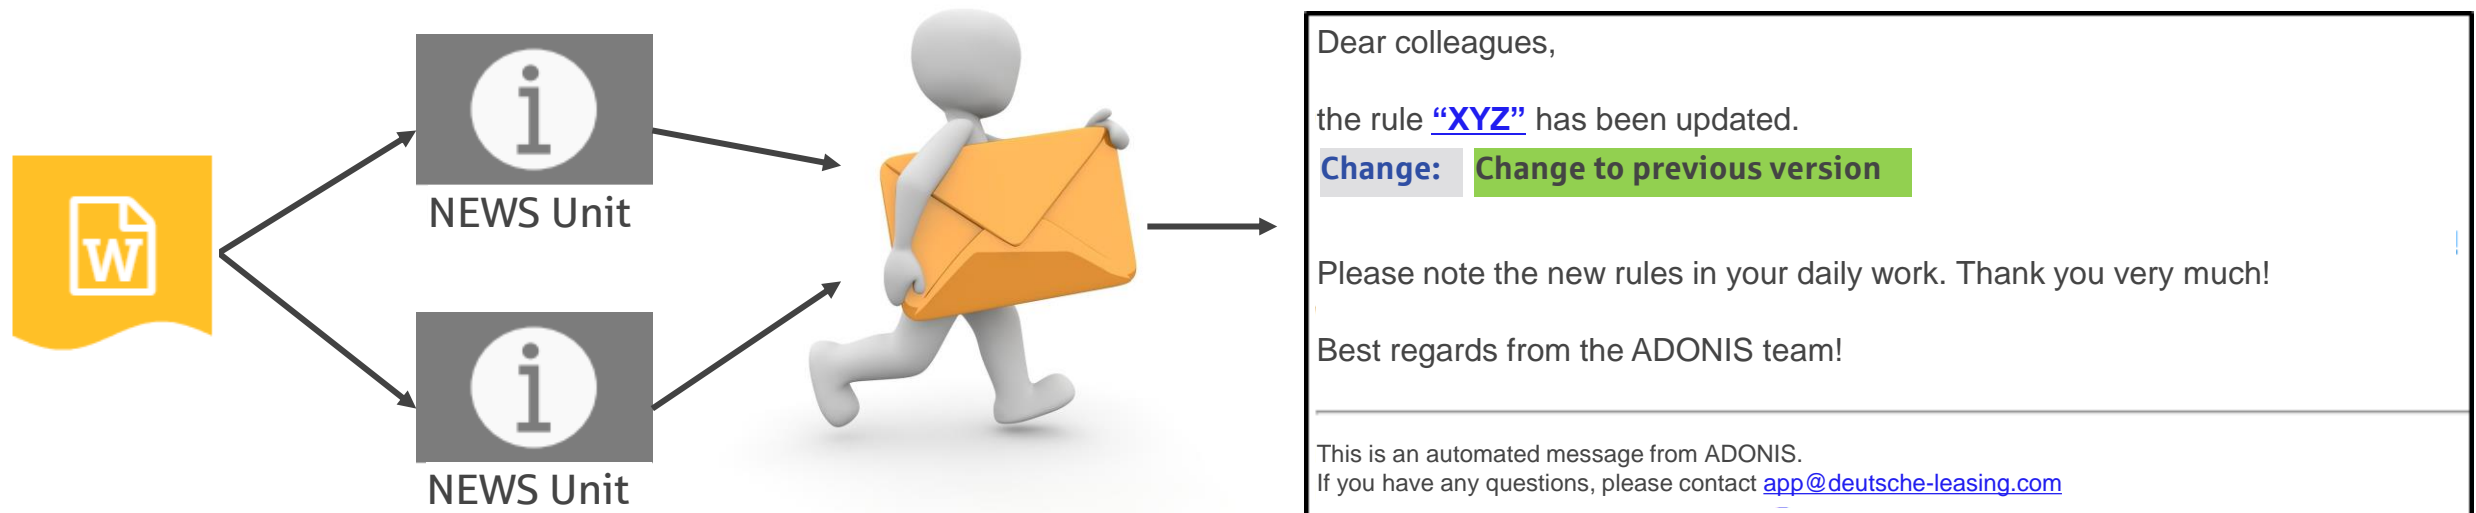 W
NEWS Unit
NEWS Unit
Dear colleagues,
the rule “XYZ” has been updated.
Change: Change to previous version
Please note the new rules in your daily work. Thank you very much!
Best regards from the ADONIS team!
This is an automated message from ADONIS.
If you have any questions, please contact app@deutsche-leasing.com